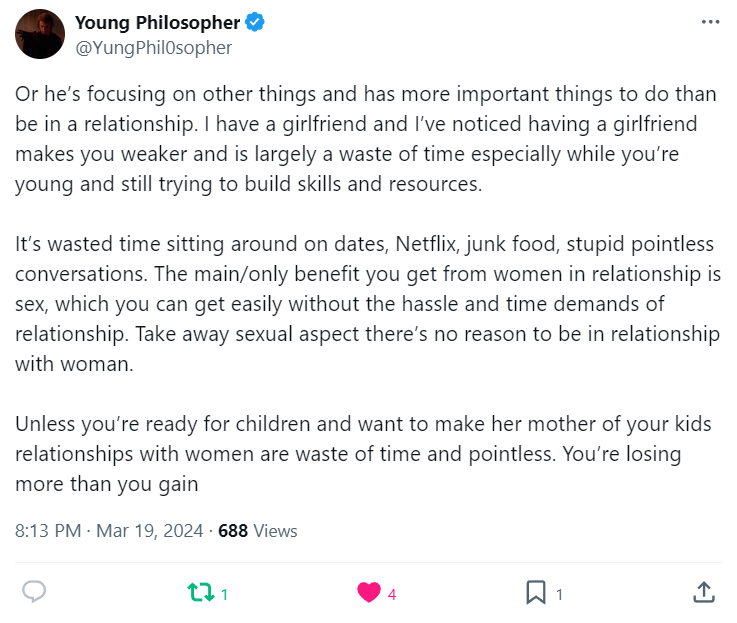 Young Philosopher
@YungPhil0sopher
Or he’s focusing on other things and has more important things to do than
be in a relationship. I have a girlfriend and I’ve noticed having a girlfriend
makes you weaker and is largely a waste of time especially while you’re
young and still trying to build skills and resources.
It’s wasted time sitting around on dates, Netflix, junk food, stupid pointless
conversations. The main/only benefit you get from women in relationship is
sex, which you can get easily without the hassle and time demands of
relationship. Take away sexual aspect there’s no reason to be in relationship
with woman.
Unless you’re ready for children and want to make her mother of your kids
relationships with women are waste of time and pointless. You’re losing
more than you gain
8:13 PM · Mar 19, 2024 · 688 Views
1 4 1